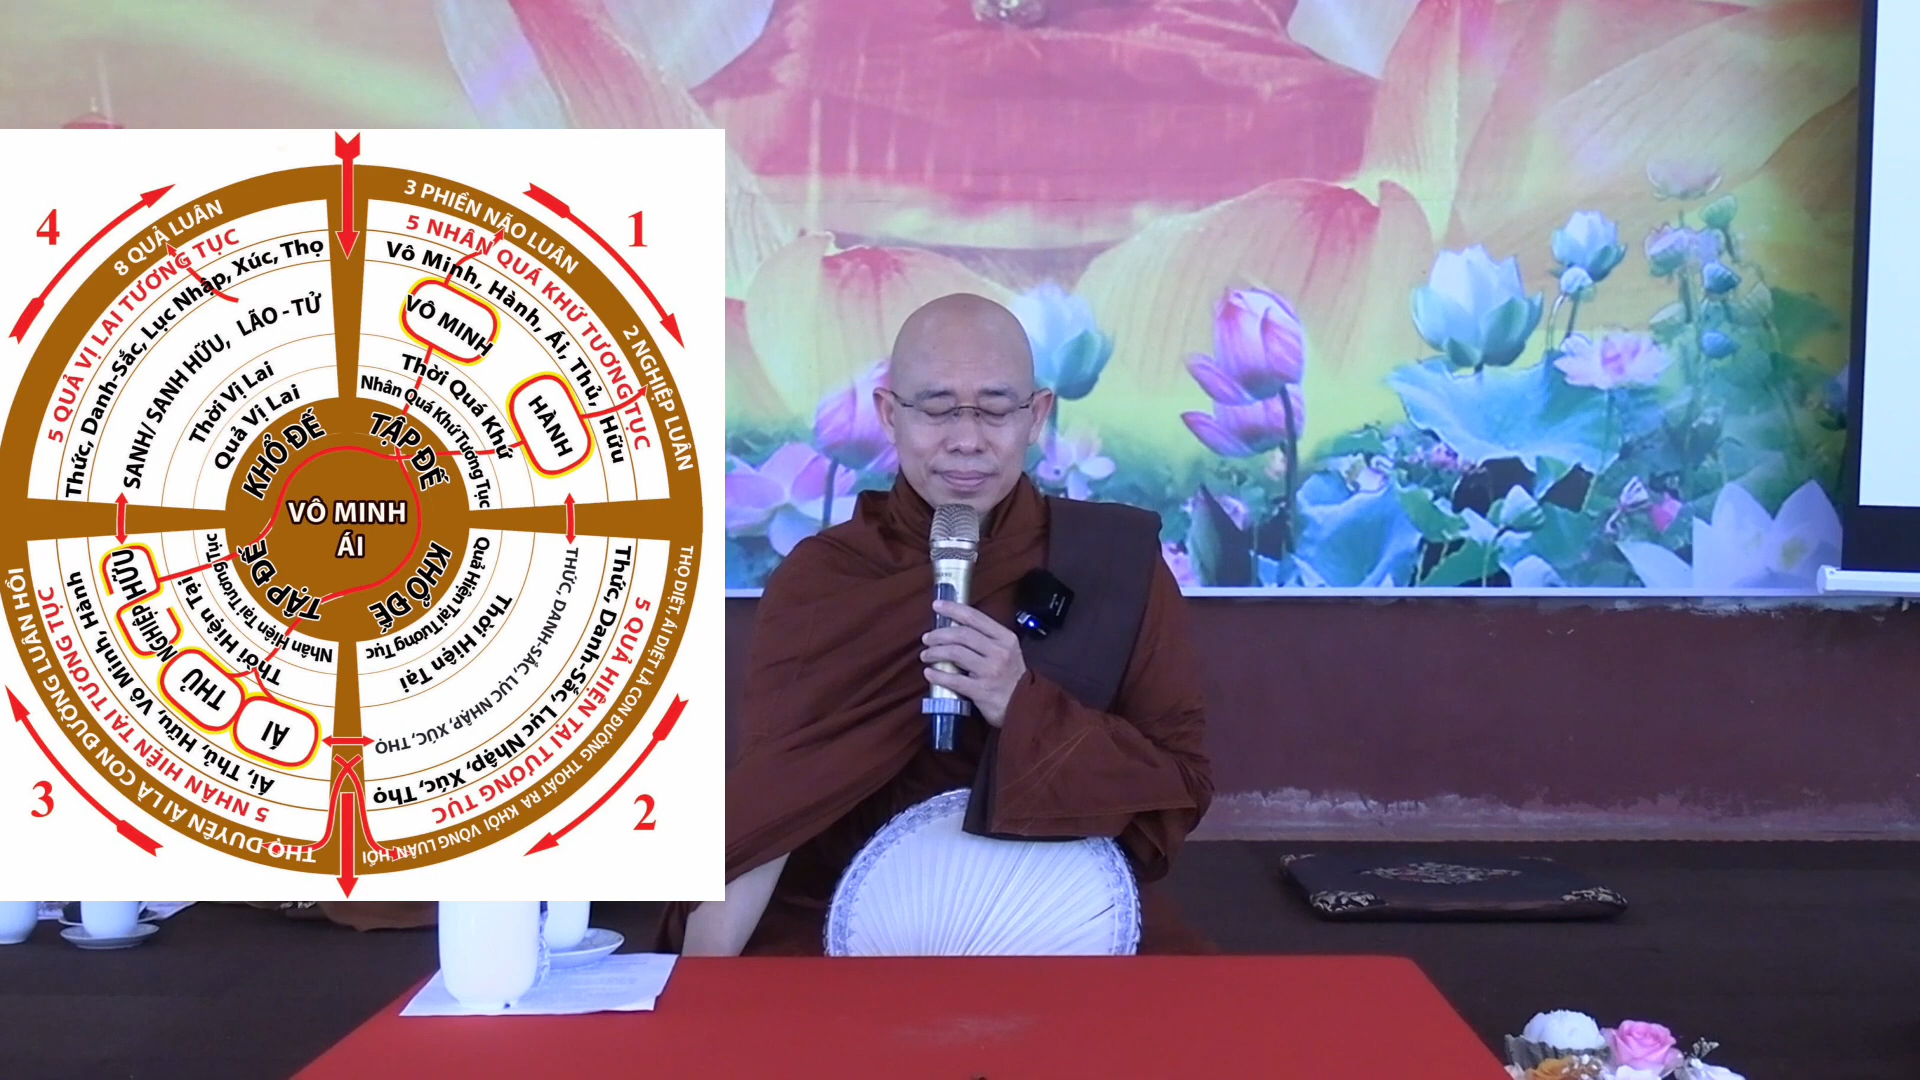 4
1
3 PHIỀN NÃO LUÂN
2 NGHIỆP LUÂN
5 NHÂN QUÁ KHỨ TƯƠNG TỤC
Vô Minh, Hành, Ái, Thủ, Hữu
VÔ MINH
HÀNH
Thời Quá Khứ
Nhân Quá Khứ Tương Tục
TẬP ĐẾ
8 QUẢ LUÂN
5 QUẢ VỊ LAI TƯƠNG TỤC
Thức, Danh-Sắc, Lục Nhập, Xúc, Thọ
SANH/ SANH HỮU, LÃO - TỬ
Thời Vị Lai
Quả Vị Lai
KHỔ ĐẾ
VÔ MINH
ÁI
THỌ DIỆT, ÁI DIỆT LÀ CON ĐƯỜNG THOÁT RA KHỎI VÒNG LUÂN HỒI
5 QUẢ HIỆN TẠI TƯƠNG TỤC
Thức, Danh-Sắc, Lục Nhập, Xúc, Thọ
THỨC, DANH-SẮC, LỤC NHẬP, XÚC, THỌ
Thời Hiện Tại
Quả Hiện Tại Tương Tục
KHỔ ĐẾ
THỌ DUYÊN ÁI LÀ CON ĐƯỜNG LUÂN HỒI
5 NHÂN HIỆN TẠI TƯƠNG TỤC
Ái, Thủ, Hữu, Vô Minh, Hành
ÁI
THỦ
NGHIỆP HỮU
Thời Hiện Tại
Nhân Hiện Tại Tương Tục
TẬP ĐẾ
3
2